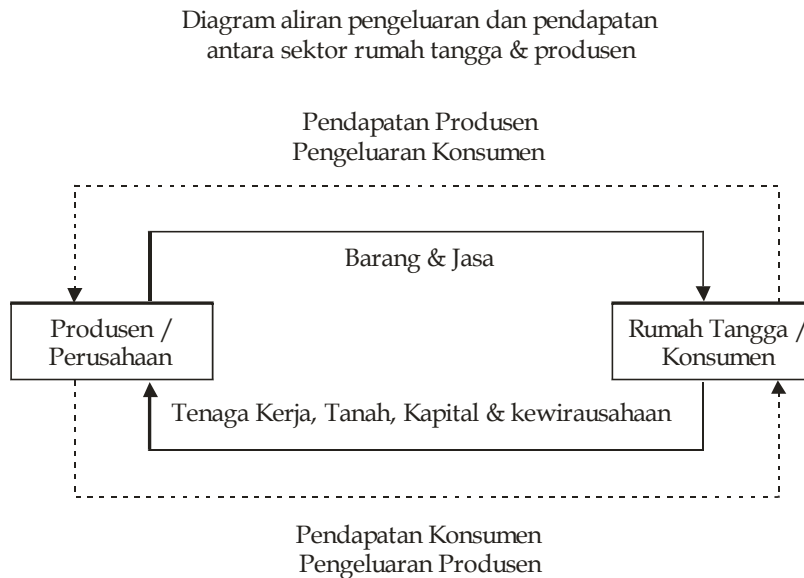 Diagram aliran pengeluaran dan pendapatan
antara sektor rumah tangga & produsen
Pendapatan Produsen
Pengeluaran Konsumen
Barang & Jasa
Produsen /
Perusahaan
Rumah Tangga /
Konsumen
Tenaga Kerja, Tanah, Kapital & kewirausahaan
Pendapatan Konsumen
Pengeluaran Produsen